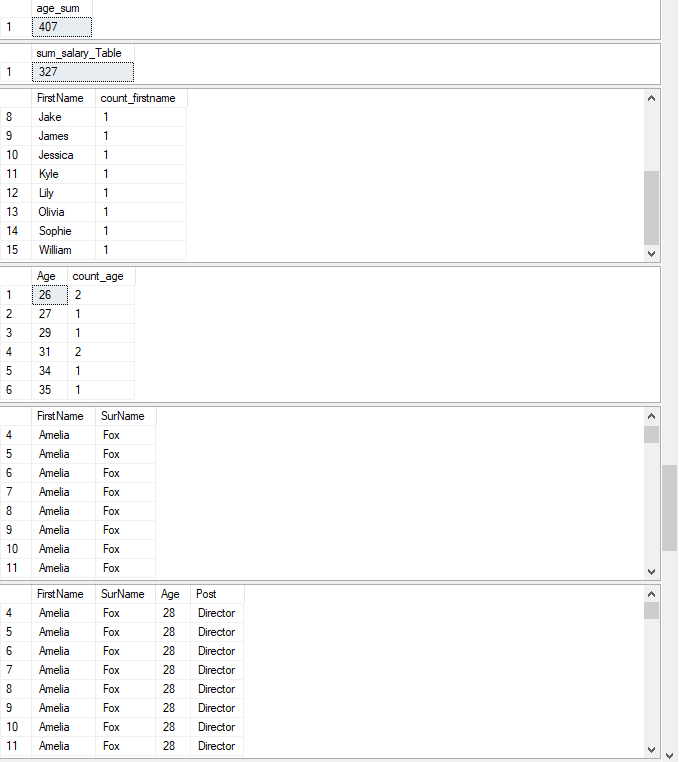 age_sum
1 407
sum_salary_Table
1 327
FirstName count_firstname
8 Jake 1
9 James 1
10 Jessica 1
11 Kyle 1
12 Lily 1
13 Olivia 1
14 Sophie 1
15 William 1
Age count_age
1 26 2
2 27 1
3 29 1
4 31 2
5 34 1
6 35 1
FirstName SurName
4 Amelia Fox
5 Amelia Fox
6 Amelia Fox
7 Amelia Fox
8 Amelia Fox
9 Amelia Fox
10 Amelia Fox
11 Amelia Fox
FirstName SurName Age Post
4 Amelia Fox 28 Director
5 Amelia Fox 28 Director
6 Amelia Fox 28 Director
7 Amelia Fox 28 Director
8 Amelia Fox 28 Director
9 Amelia Fox 28 Director
10 Amelia Fox 28 Director
11 Amelia Fox 28 Director